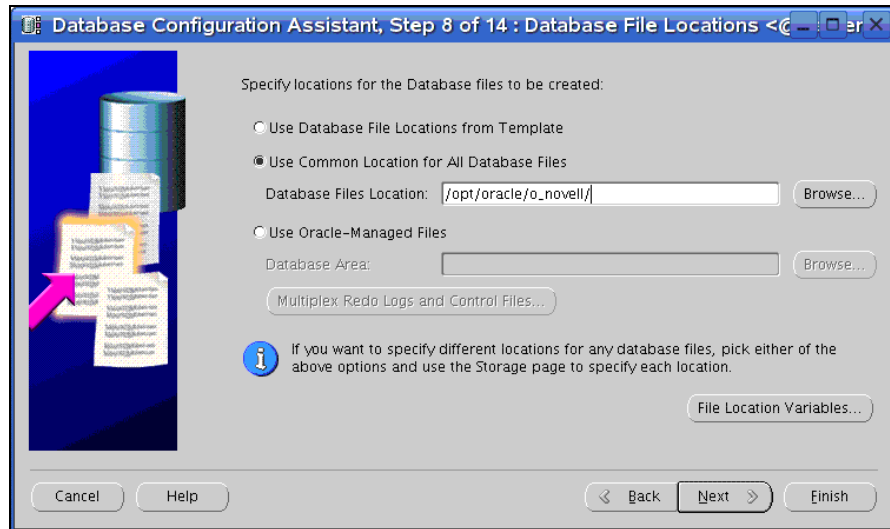 Database Configuration Assistant, Step 8 of 14 : Database File Locations <@
Specify locations for the Database files to be created:
Use Database File Locations from Template
Use Common Location for All Database Files
Database Files Location: /opt/oracle/o_novell/ Browse...
Use Oracle-Managed Files
Database Area: Browse...
Multiplex Redo Logs and Control Files...
If you want to specify different locations for any database files, pick either of the
above options and use the Storage page to specify each location.
File Location Variables...
Cancel Help Back Next Finish